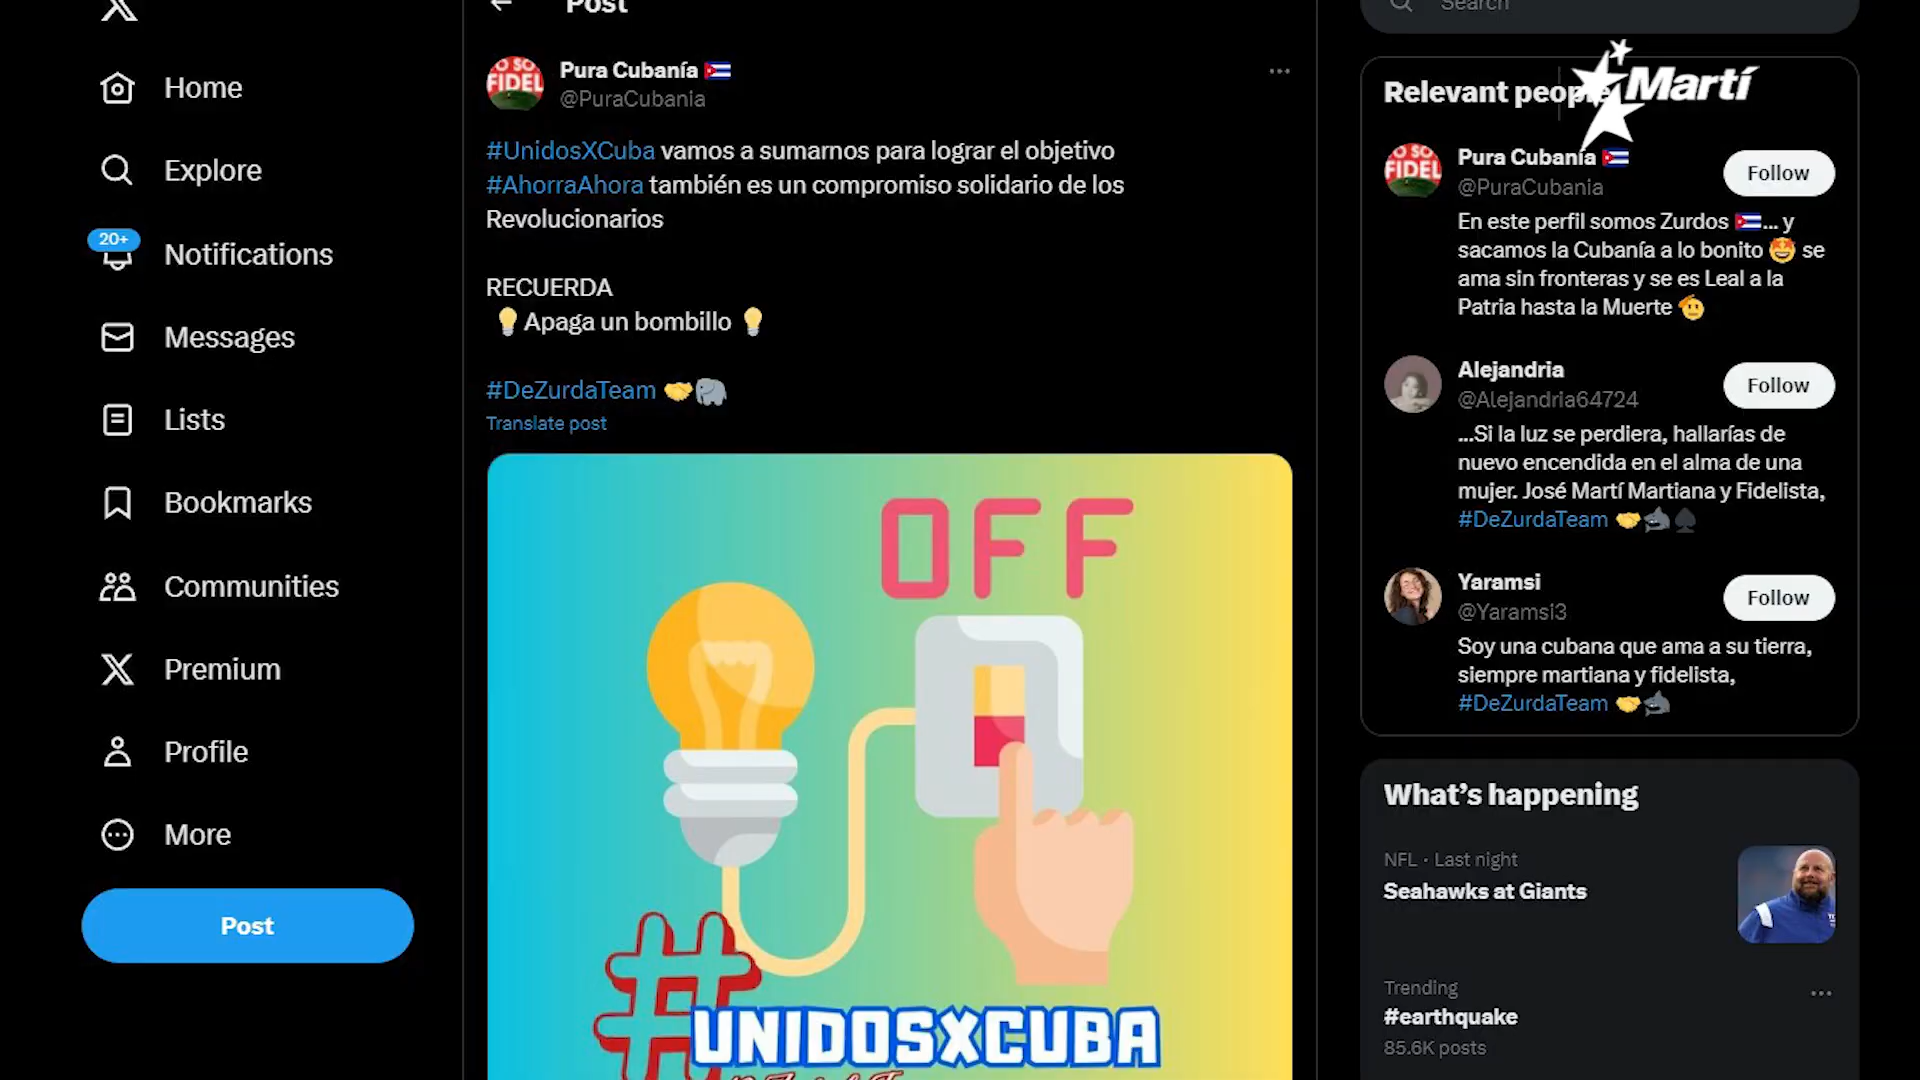 Post
Search
Home
Explore
20+
Notifications
Messages
Lists
Bookmarks
Communities
Premium
Profile
More
Post
O SO
FIDEL
Pura Cubanía
@PuraCubania
#UnidosXCuba vamos a sumarnos para lograr el objetivo
#AhorraAhora también es un compromiso solidario de los
Revolucionarios
RECUERDA
Apaga un bombillo
#DeZurdaTeam
Translate post
OFF
#UNIDOSXCUBA
Martí
Relevant people
O SO
FIDEL
Pura Cubanía
@PuraCubania
Follow
En este perfil somos Zurdos ... y
sacamos la Cubanía a lo bonito se
ama sin fronteras y se es Leal a la
Patria hasta la Muerte
Alejandria
@Alejandria64724
Follow
...Si la luz se perdiera, hallarías de
nuevo encendida en el alma de una
mujer. José Martí Martiana y Fidelista,
#DeZurdaTeam
Yaramsi
@Yaramsi3
Follow
Soy una cubana que ama a su tierra,
siempre martiana y fidelista,
#DeZurdaTeam
What's happening
NFL · Last night
Seahawks at Giants
Trending
#earthquake
85.6K posts